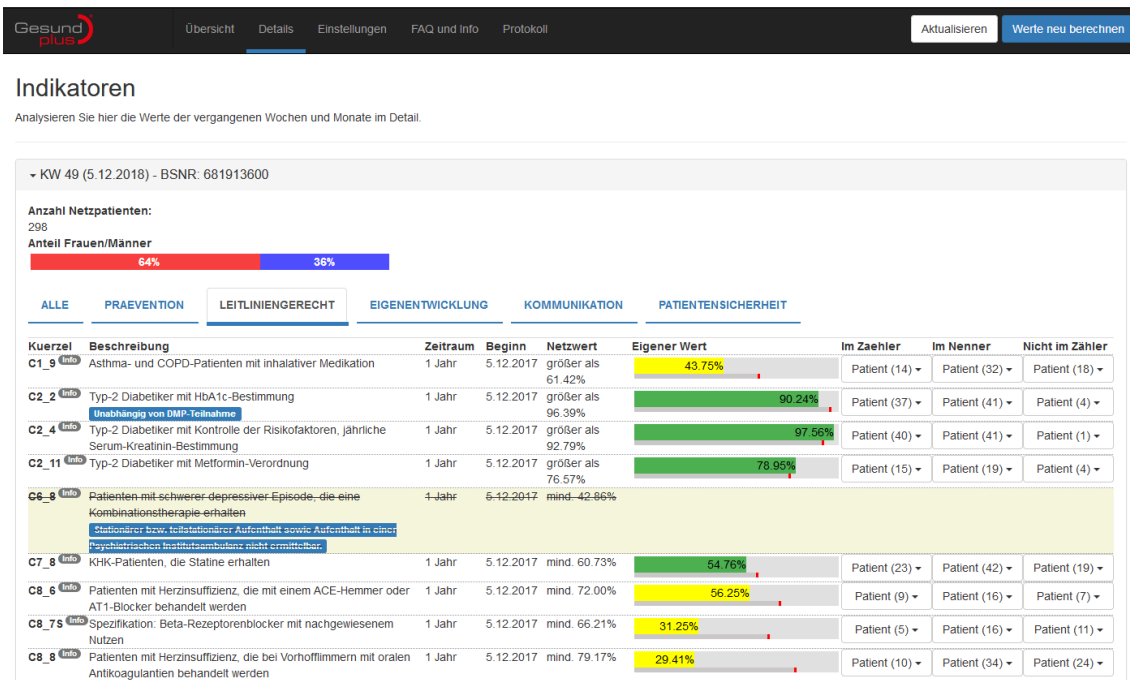 Gesund
plus
Übersicht Details Einstellungen FAQ und Info Protokoll Aktualisieren Werte neu berechnen
Indikatoren
Analysieren Sie hier die Werte der vergangenen Wochen und Monate im Detail.
KW 49 (5.12.2018) - BSNR: 681913600
Anzahl Netzpatienten:
298
Anteil Frauen/Männer
64% 36%
ALLE PRAEVENTION LEITLINIENGERECHT EIGENENTWICKLUNG KOMMUNIKATION PATIENTENSICHERHEIT
Kuerzel Beschreibung Zeitraum Beginn Netzwert Eigener Wert Im Zaehler Im Nenner Nicht im Zähler
C1_9 Info Asthma- und COPD-Patienten mit inhalativer Medikation 1 Jahr 5.12.2017 größer als 43.75% Patient (14) Patient (32) Patient (18)
61.42%
C2_2 Info Typ-2 Diabetiker mit HbA1c-Bestimmung 1 Jahr 5.12.2017 größer als 90.24% Patient (37) Patient (41) Patient (4)
Unabhängig von DMP-Teilnahme 96.39%
C2_4 Info Typ-2 Diabetiker mit Kontrolle der Risikofaktoren, jährliche 1 Jahr 5.12.2017 größer als 97.56% Patient (40) Patient (41) Patient (1)
Serum-Kreatinin-Bestimmung 92.79%
C2_11 Info Typ-2 Diabetiker mit Metformin-Verordnung 1 Jahr 5.12.2017 größer als 78.95% Patient (15) Patient (19) Patient (4)
76.57%
C6_8 Info Patienten mit schwerer depressiver Episode, die eine 1 Jahr 5.12.2017 mind. 42.86%
Kombinationstherapie erhalten
Stationärer bzw. teilstationärer Aufenthalt sowie Aufenthalt in einer
Psychiatrischen Institutsambulanz nicht ermittelbar.
C7_8 Info KHK-Patienten, die Statine erhalten 1 Jahr 5.12.2017 mind. 60.73% 54.76% Patient (23) Patient (42) Patient (19)
C8_6 Info Patienten mit Herzinsuffizienz, die mit einem ACE-Hemmer oder 1 Jahr 5.12.2017 mind. 72.00% 56.25% Patient (9) Patient (16) Patient (7)
AT1-Blocker behandelt werden
C8_7S Info Spezifikation: Beta-Rezeptorenblocker mit nachgewiesenem 1 Jahr 5.12.2017 mind. 66.21% 31.25% Patient (5) Patient (16) Patient (11)
Nutzen
C8_8 Info Patienten mit Herzinsuffizienz, die bei Vorhofflimmern mit oralen 1 Jahr 5.12.2017 mind. 79.17% 29.41% Patient (10) Patient (34) Patient (24)
Antikoagulantien behandelt werden